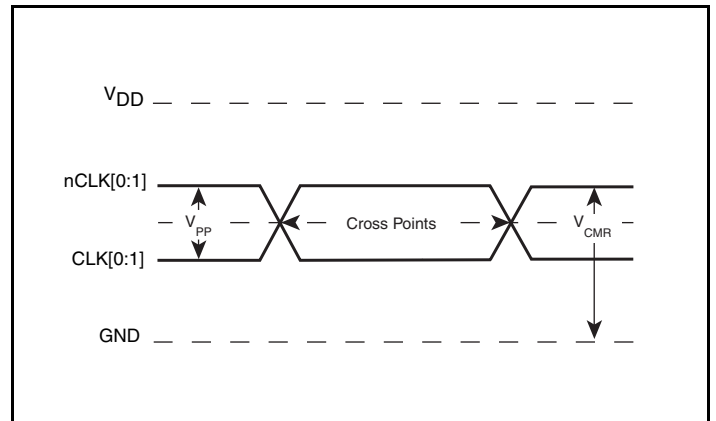 VDD
nCLK[0:1]
VPP
Cross Points
VCMR
CLK[0:1]
GND